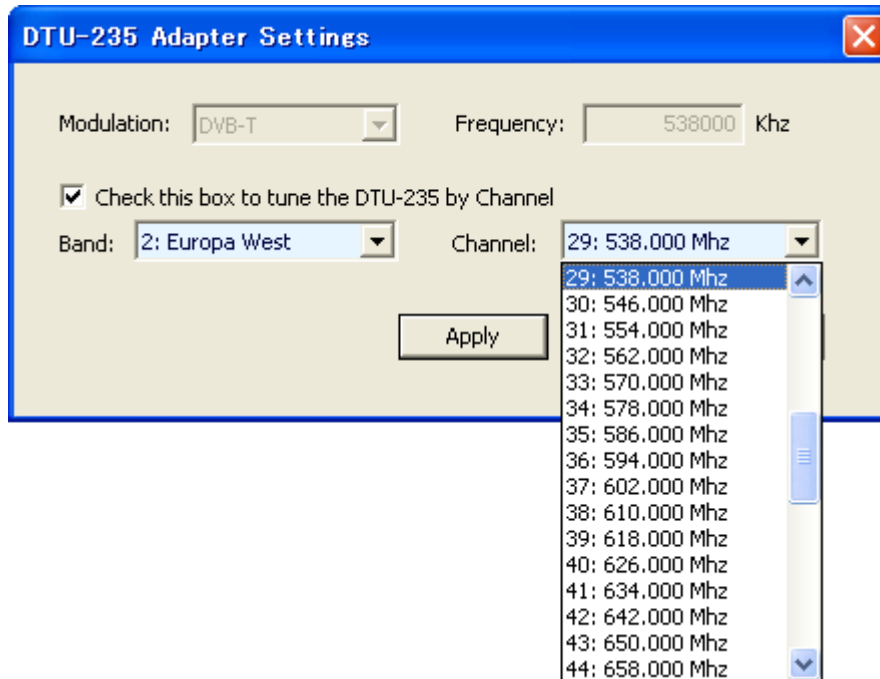 DTU-235 Adapter Settings
Modulation: DVB-T Frequency: 538000 Khz
Check this box to tune the DTU-235 by Channel
Band: 2: Europa West Channel: 29: 538.000 Mhz
29: 538.000 Mhz
30: 546.000 Mhz
31: 554.000 Mhz
Apply
32: 562.000 Mhz
33: 570.000 Mhz
34: 578.000 Mhz
35: 586.000 Mhz
36: 594.000 Mhz
37: 602.000 Mhz
38: 610.000 Mhz
39: 618.000 Mhz
40: 626.000 Mhz
41: 634.000 Mhz
42: 642.000 Mhz
43: 650.000 Mhz
44: 658.000 Mhz